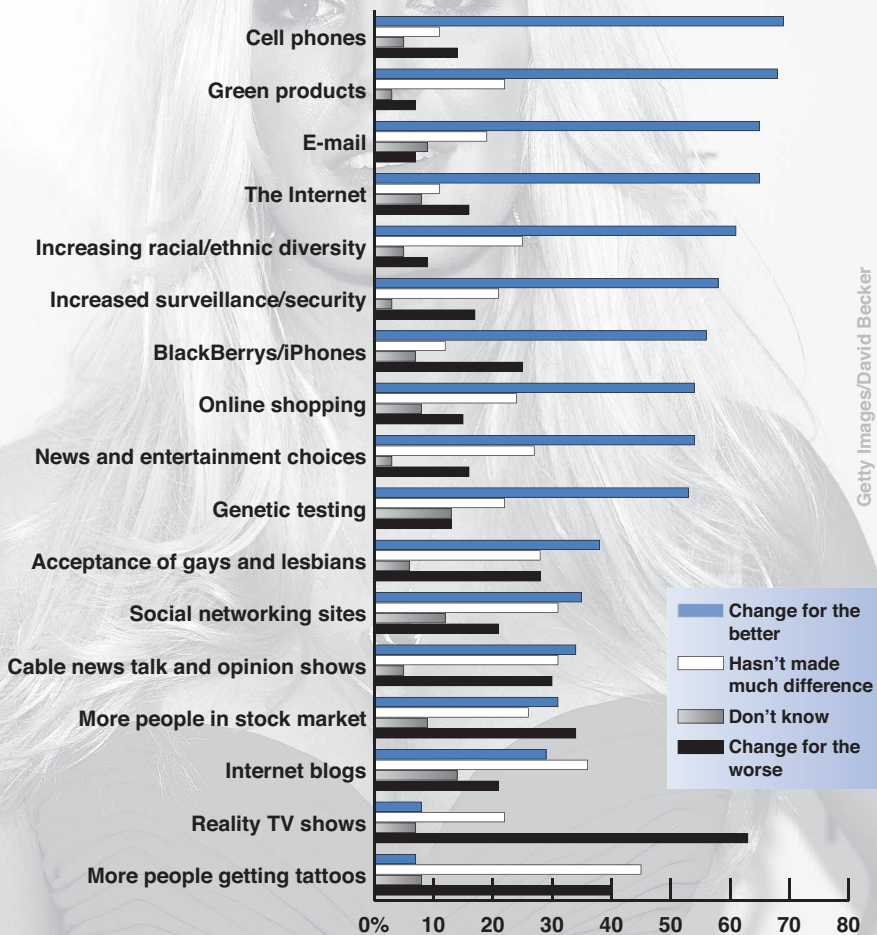 Cell phones
Green products
E-mail
The Internet
Increasing racial/ethnic diversity
Increased surveillance/security
BlackBerrys/iPhones
Online shopping
News and entertainment choices
Genetic testing
Acceptance of gays and lesbians
Social networking sites
Cable news talk and opinion shows
More people in stock market
Internet blogs
Reality TV shows
More people getting tattoos
0% 10 20 30 40 50 60 70 80
Change for the
better
Hasn't made
much difference
Don't know
Change for the
worse
Getty Images/David Becker